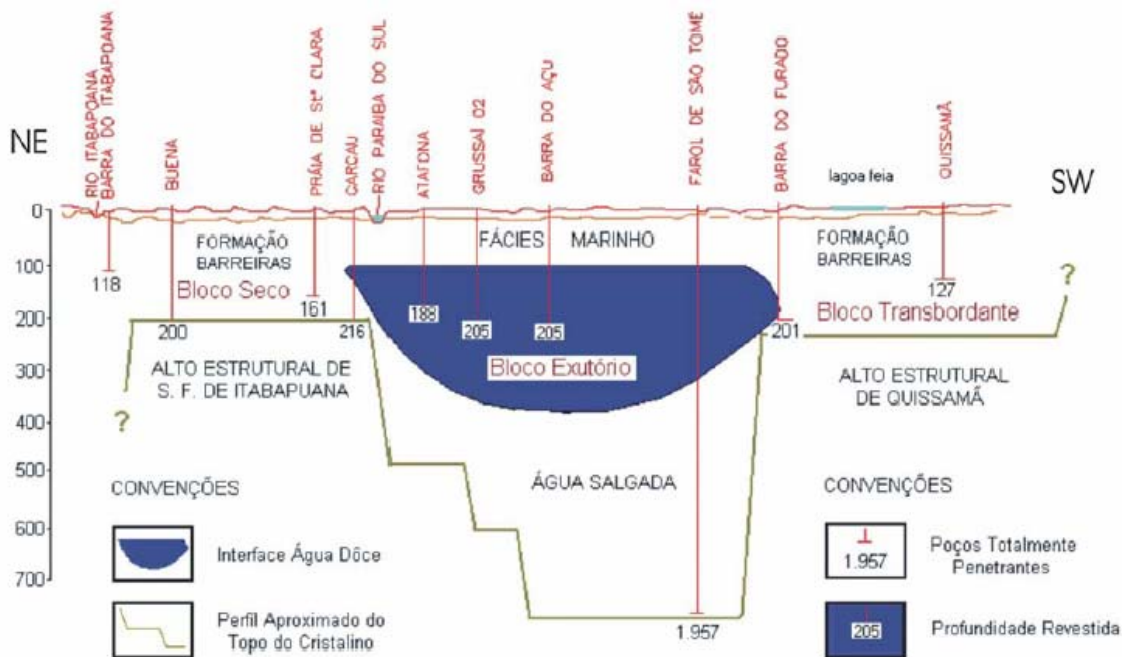 NE
RIO ITABAPOANA
BARRA DO ITABAPOANA
BUENA
PRÁIA DE Stª CLARA
GARGAU
RIO PARAIBA DO SUL
ATAFONA
GRUSSAÍ 02
BARRA DO AÇU
FAROL DE SÃO TOMÉ
BARRA DO FURADO
lagoa feia
QUISSAMÃ
SW
0
100
200
300
400
500
600
700
FORMAÇÃO
BARREIRAS
FÁCIES MARINHO
FORMAÇÃO
BARREIRAS
118
Bloco Seco
161
200
216
188
205
205
201
127
Bloco Transbordante
?
Bloco Exutório
ALTO ESTRUTURAL DE
S. F. DE ITABAPUANA
?
ALTO ESTRUTURAL
DE QUISSAMÃ
ÁGUA SALGADA
1.957
CONVENÇÕES
Interface Água Dôce
Perfil Aproximado do
Topo do Cristalino
CONVENÇÕES
1.957
Poços Totalmente
Penetrantes
205
Profundidade Revestida